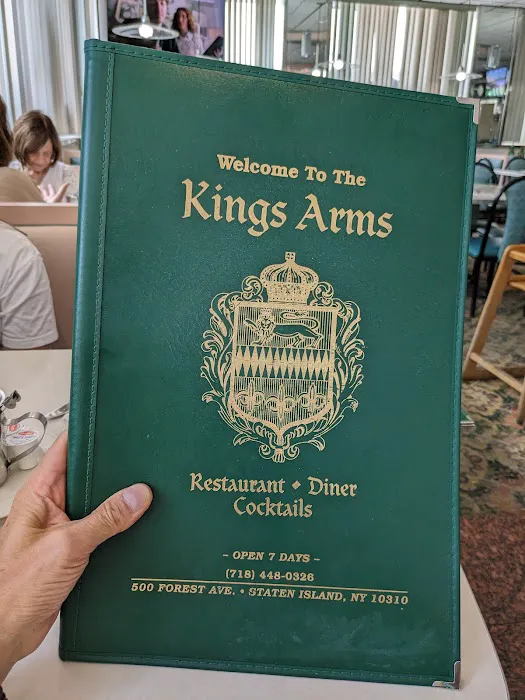 Welcome To The
Kings Arms
Restaurant • Diner
Cocktails
– OPEN 7 DAYS –
(718) 448-0326
500 FOREST AVE. • STATEN ISLAND, NY 10310